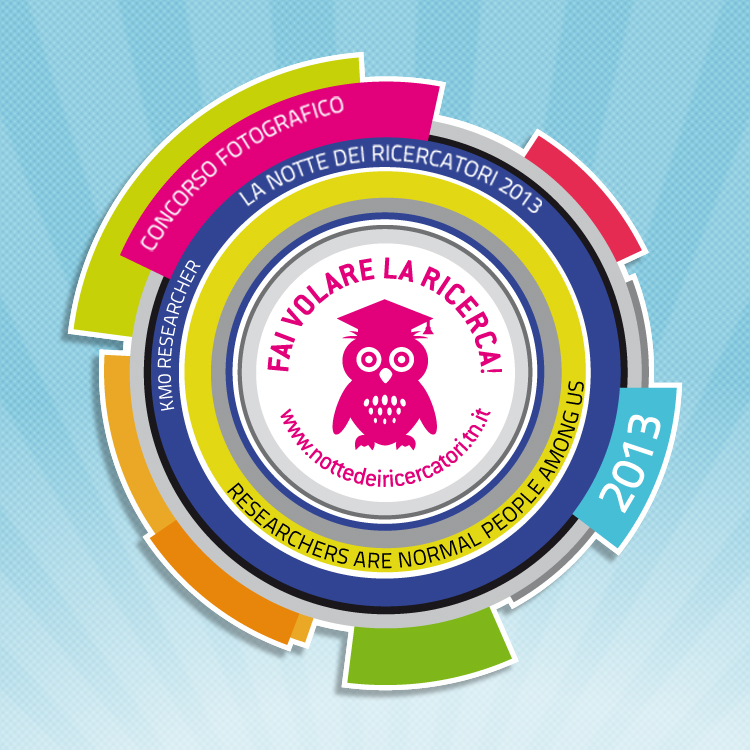 CONCORSO FOTOGRAFICO
LA NOTTE DEI RICERCATORI 2013
KM0 RESEARCHER
FAI VOLARE LA RICERCA!
www.nottedeiricercatori.tn.it
RESEARCHERS ARE NORMAL PEOPLE AMONG US
2013